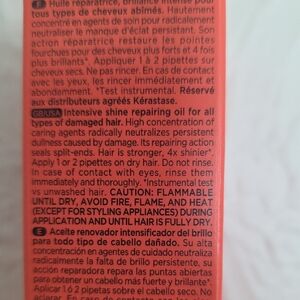 F Huile réparatrice, brillance intense pour
tous types de cheveux abîmés. Hautement
concentré en agents de soin pour radicalement
neutraliser le manque d'éclat persistant. Son
action réparatrice restaure les pointes
fourchues pour des cheveux plus forts et 4 fois
plus brillants*. Appliquer 1 à 2 pipettes sur
cheveux secs. Ne pas rincer. En cas de contact
avec les yeux, les rincer immédiatement et
abondamment. *Test instrumental. Réservé
aux distributeurs agréés Kérastase.
GB/USA Intensive shine repairing oil for all
types of damaged hair. High concentration of
caring agents radically neutralizes persistent
dullness caused by damage. Its repairing action
seals split-ends. Hair is stronger, 4x shinier*.
Apply 1 or 2 pipettes on dry hair. Do not rinse.
In case of contact with eyes, rinse them
immediately and thoroughly. *Instrumental test
vs unwashed hair. CAUTION: FLAMMABLE
UNTIL DRY, AVOID FIRE, FLAME, AND HEAT
(EXCEPT FOR STYLING APPLIANCES) DURING
APPLICATION AND UNTIL HAIR IS FULLY DRY.
E Aceite renovador intensificador del brillo
para todo tipo de cabello dañado. Su alta
concentración en agentes de cuidado neutraliza
radicalmente la falta de brillo persistente, su
acción reparadora repara las puntas abiertas
para obtener un cabello más fuerte y brillante*.
Aplicar 1 ó 2 pipetas sobre el cabello seco. No
aclarar. En caso de contacto con los